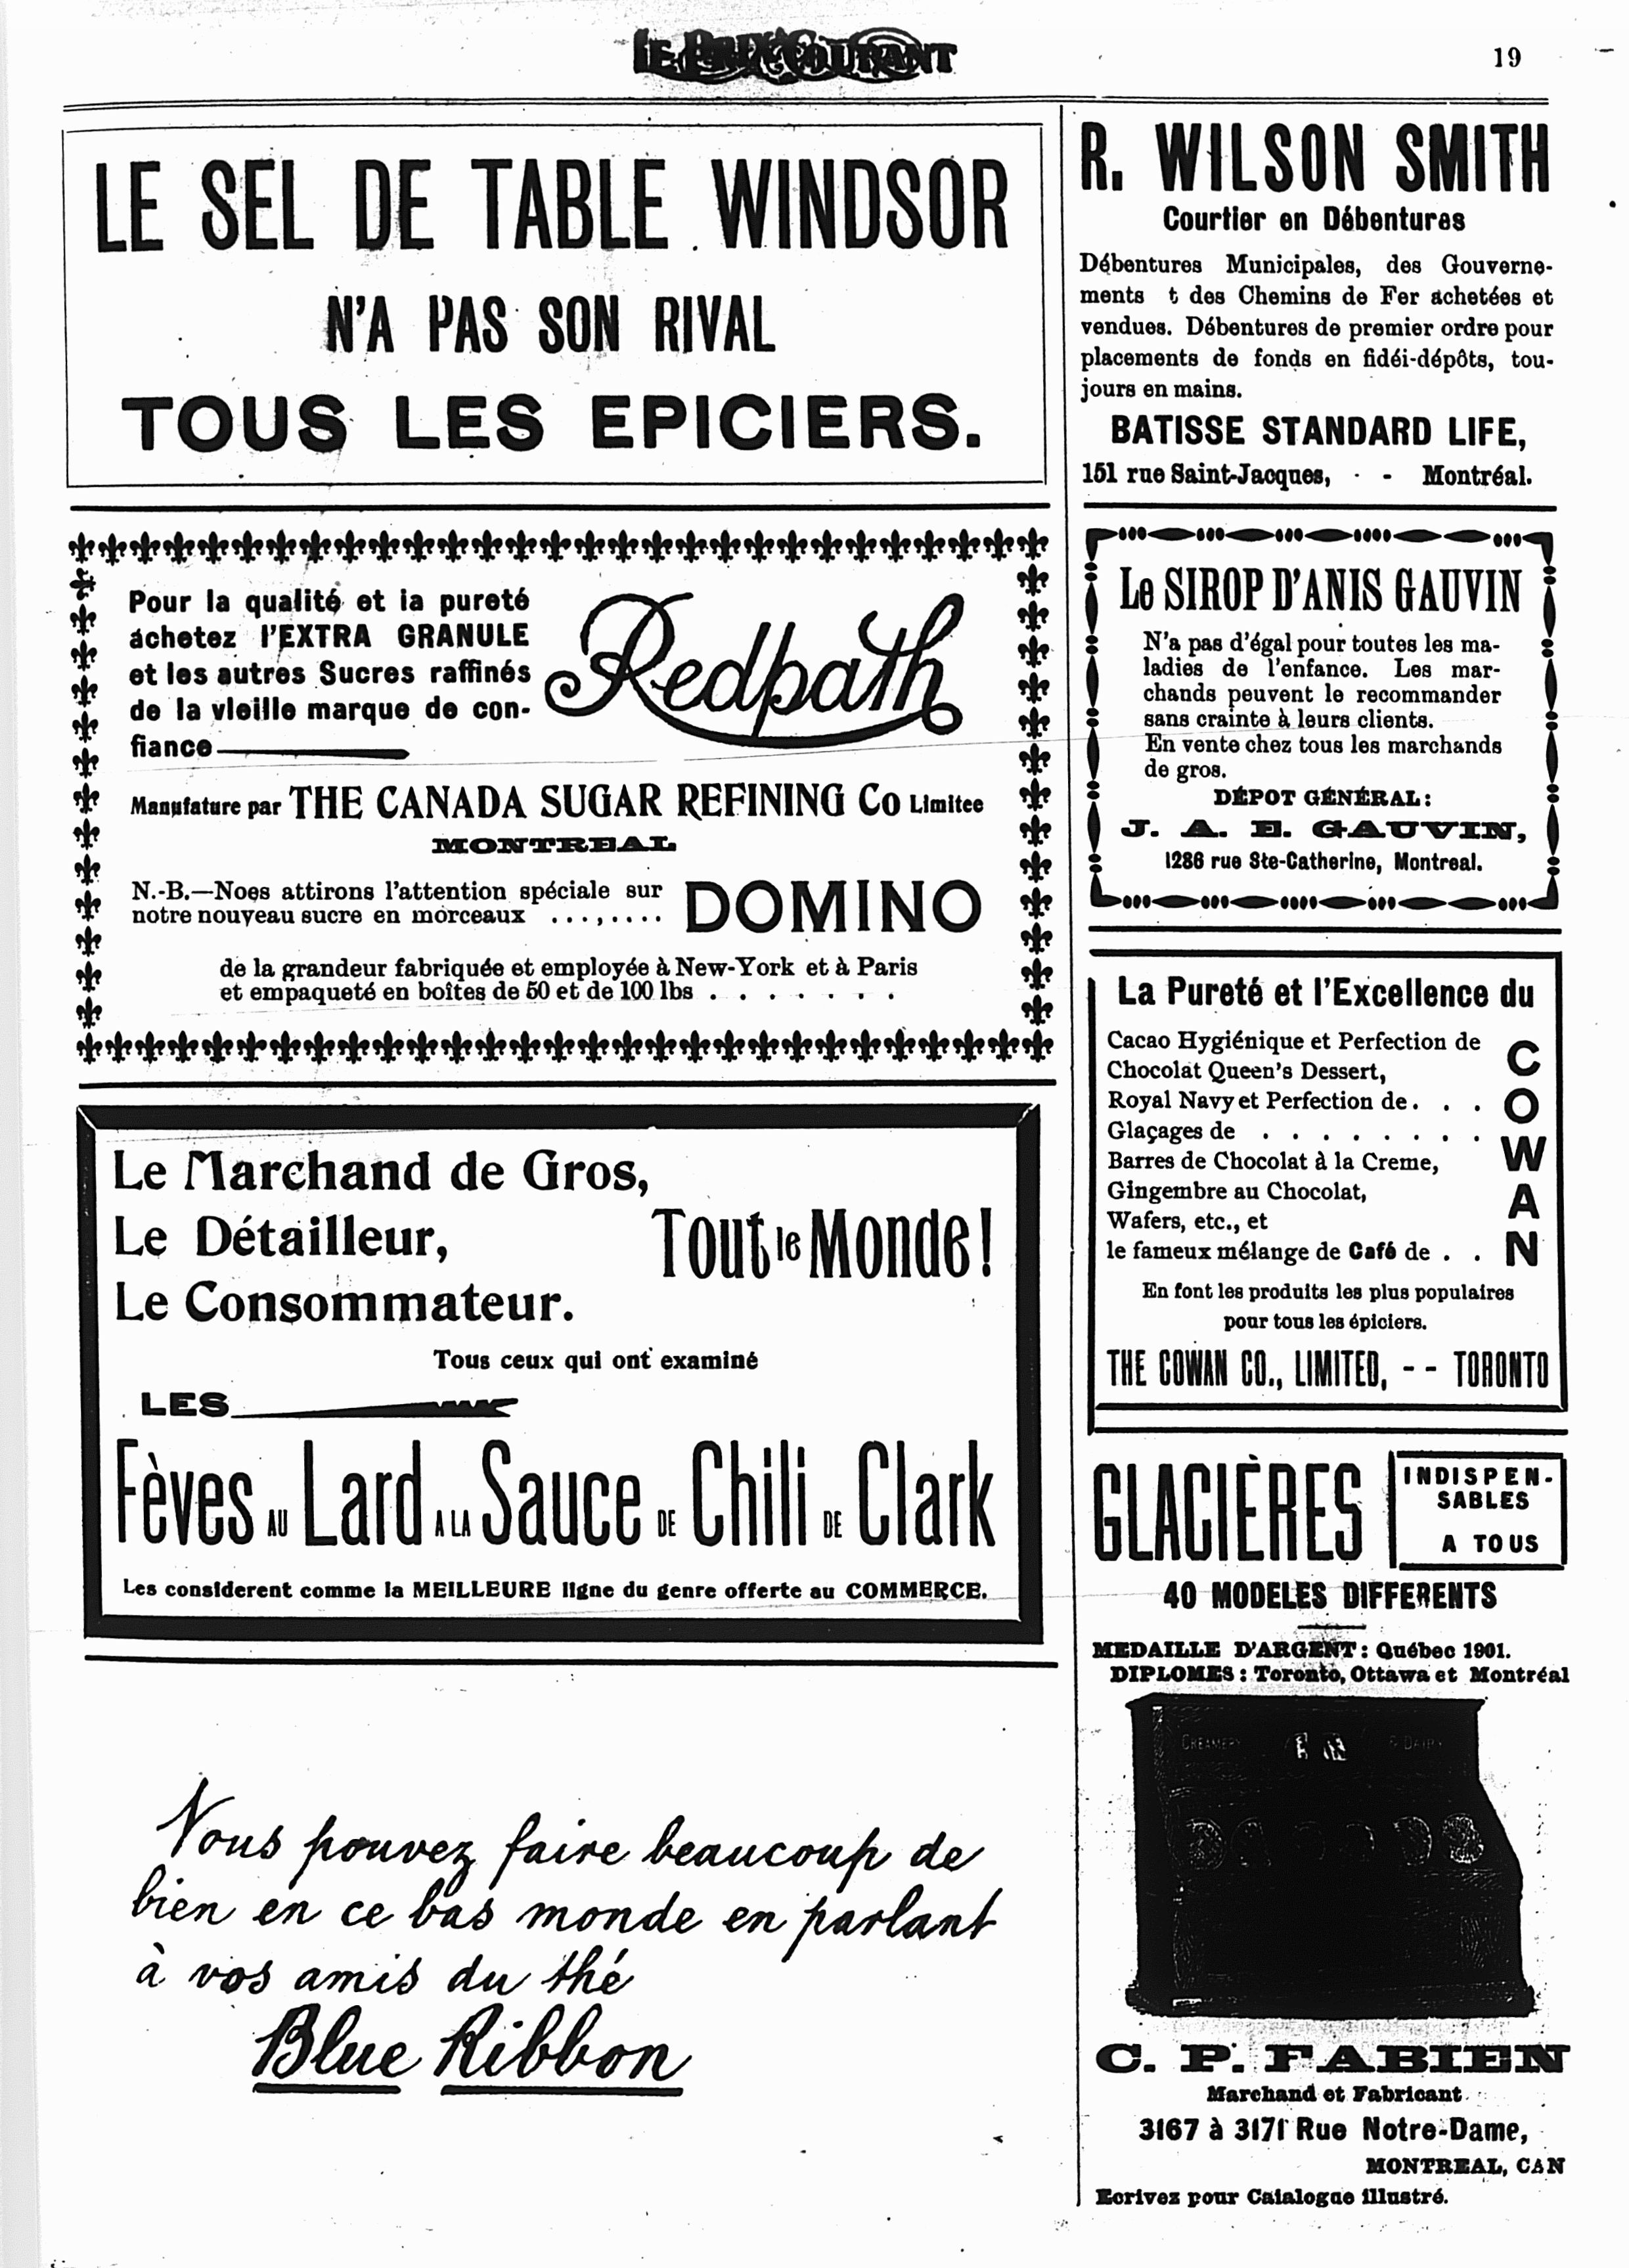 LE PRIX COURANT
19
LE SEL DE TABLE WINDSOR
N'A PAS SON RIVAL
TOUS LES EPICIERS.
Pour la qualité et la pureté
achetez l'EXTRA GRANULE
et les autres Sucres raffinés
de la vieille marque de con-
fiance
Redpath
Manufature par THE CANADA SUGAR REFINING Co Limitee
MONTREAL
N.-B.—Noes attirons l'attention spéciale sur
notre nouveau sucre en morceaux ...,....
DOMINO
de la grandeur fabriquée et employée à New-York et à Paris
et empaqueté en boîtes de 50 et de 100 lbs . . . . . . .
Le Marchand de Gros,
Le Détailleur,
Le Consommateur.
Tout le Monde!
Tous ceux qui ont examiné
LES
Fèves AU Lard A LA Sauce DE Chili DE Clark
Les considerent comme la MEILLEURE ligne du genre offerte au COMMERCE.
Vous pouvez faire beaucoup de
bien en ce bas monde en parlant
à vos amis du thé
Blue Ribbon
R. WILSON SMITH
Courtier en Débentures
Débentures Municipales, des Gouverne-
ments t des Chemins de Fer achetées et
vendues. Débentures de premier ordre pour
placements de fonds en fidéi-dépôts, tou-
jours en mains.
BATISSE STANDARD LIFE,
151 rue Saint-Jacques, - - Montréal.
Le SIROP D'ANIS GAUVIN
N'a pas d'égal pour toutes les ma-
ladies de l'enfance. Les mar-
chands peuvent le recommander
sans crainte à leurs clients.
En vente chez tous les marchands
de gros.
DÉPOT GÉNÉRAL:
J. A. E. GAUVIN,
1286 rue Ste-Catherine, Montreal.
La Pureté et l'Excellence du
Cacao Hygiénique et Perfection de
Chocolat Queen's Dessert,
Royal Navy et Perfection de . . .
Glaçages de . . . . . . . .
Barres de Chocolat à la Creme,
Gingembre au Chocolat,
Wafers, etc., et
le fameux mélange de Café de . .
COWAN
En font les produits les plus populaires
pour tous les épiciers.
THE COWAN CO., LIMITED, - - TORONTO
GLACIÈRES
INDISPEN-
SABLES
A TOUS
40 MODELES DIFFERENTS
MEDAILLE D'ARGENT: Québec 1901.
DIPLOMES: Toronto, Ottawa et Montréal
CREAMERY
& DAIRY
C. P. FABIEN
Marchand et Fabricant
3167 à 3171 Rue Notre-Dame,
MONTREAL, CAN
Ecrivez pour Catalogue illustré.